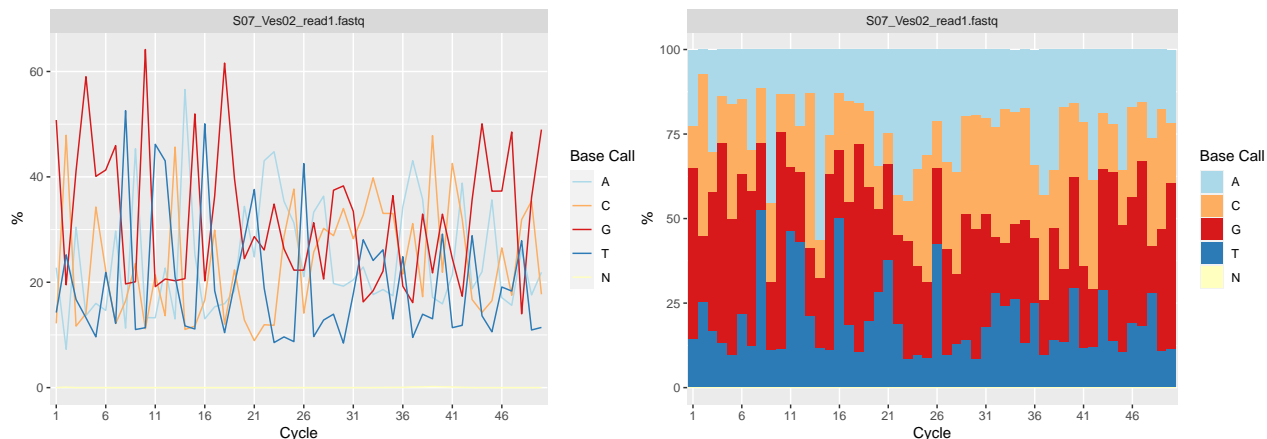 S07_Ves02_read1.fastq
60
40
20
0
%
1 6 11 16 21 26 31 36 41 46
Cycle
Base Call
A
C
G
T
N
S07_Ves02_read1.fastq
100
75
50
25
0
%
1 6 11 16 21 26 31 36 41 46
Cycle
Base Call
A
C
G
T
N